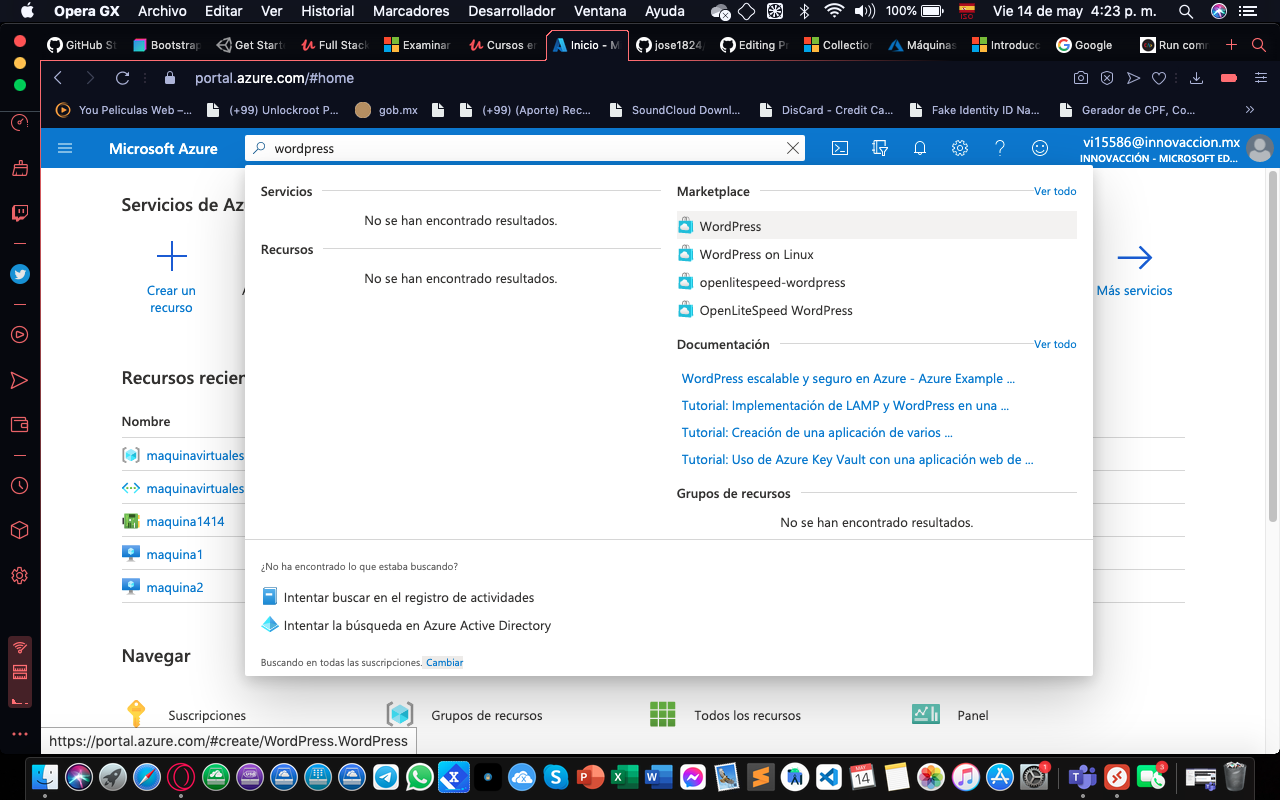 Opera GX Archivo Editar Ver Historial Marcadores Desarrollador Ventana Ayuda 100% ISO Vie 14 de may 4:23 p. m.
GitHub St Bootstrap Get Start Full Stack Examinar Cursos en Inicio - M jose1824/ Editing Pr Collection Máquinas Introducc Google Run comm
portal.azure.com/#home
You Peliculas Web –... (+99) Unlockroot P... gob.mx (+99) (Aporte) Rec... SoundCloud Downl... DisCard - Credit Ca... Fake Identity ID Na... Gerador de CPF, Co...
Microsoft Azure wordpress vi15586@innovaccion.mx
INNOVACCIÓN - MICROSOFT ED...
Servicios de Az
Crear un
recurso
Más servicios
Servicios
No se han encontrado resultados.
Recursos
No se han encontrado resultados.
Marketplace Ver todo
WordPress
WordPress on Linux
openlitespeed-wordpress
OpenLiteSpeed WordPress
Documentación Ver todo
WordPress escalable y seguro en Azure - Azure Example ...
Tutorial: Implementación de LAMP y WordPress en una ...
Tutorial: Creación de una aplicación de varios ...
Tutorial: Uso de Azure Key Vault con una aplicación web de ...
Grupos de recursos
No se han encontrado resultados.
¿No ha encontrado lo que estaba buscando?
Intentar buscar en el registro de actividades
Intentar la búsqueda en Azure Active Directory
Buscando en todas las suscripciones. Cambiar
Recursos recien
Nombre
maquinavirtuales
maquinavirtuales
maquina1414
maquina1
maquina2
Navegar
Suscripciones Grupos de recursos Todos los recursos Panel
https://portal.azure.com/#create/WordPress.WordPress
14 1 3